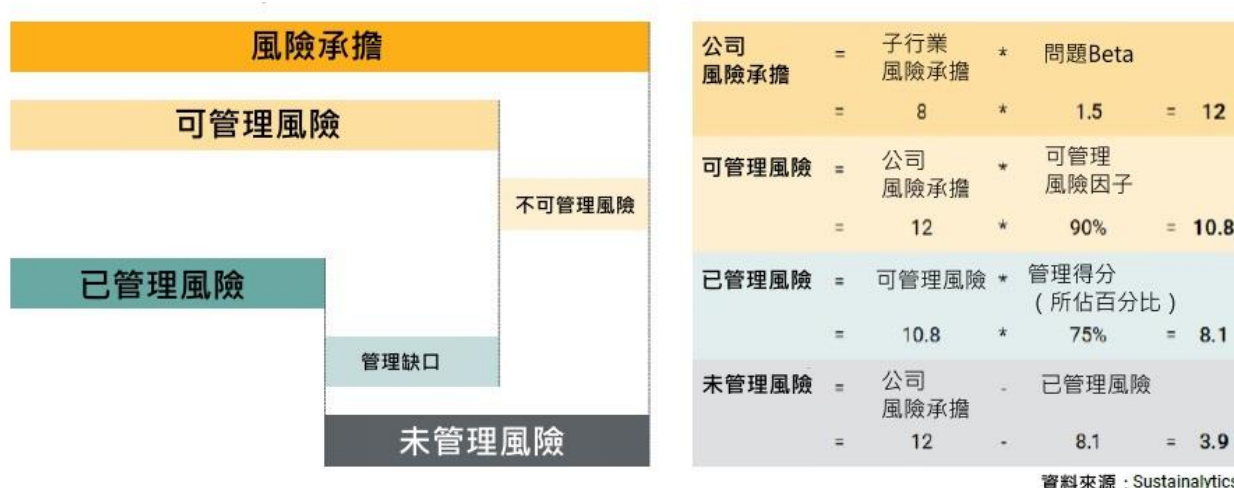 風險承擔
可管理風險
不可管理風險
已管理風險
管理缺口
未管理風險
公司
風險承擔 = 子行業
風險承擔 * 問題Beta
= 8 * 1.5 = 12
可管理風險 = 公司
風險承擔 * 可管理
風險因子
= 12 * 90% = 10.8
已管理風險 = 可管理風險 * 管理得分
(所佔百分比)
= 10.8 * 75% = 8.1
未管理風險 = 公司
風險承擔 - 已管理風險
= 12 - 8.1 = 3.9
資料來源:Sustainalytics